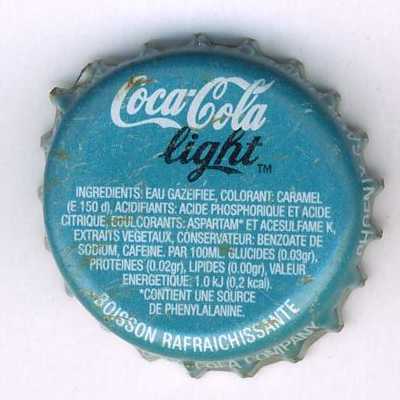 Coca-Cola
light™
INGREDIENTS: EAU GAZEIFIEE, COLORANT: CARAMEL
(E 150 d), ACIDIFIANTS: ACIDE PHOSPHORIQUE ET ACIDE
CITRIQUE, EDULCORANTS: ASPARTAM* ET ACESULFAME K,
EXTRAITS VEGETAUX, CONSERVATEUR: BENZOATE DE
SODIUM, CAFEINE. PAR 100ML GLUCIDES (0.03gr),
PROTEINES (0.02gr), LIPIDES (0.00gr), VALEUR
ENERGETIQUE: 1.0 kJ (0,2 kcal).
*CONTIENT UNE SOURCE
DE PHENYLALANINE.
BOISSON RAFRAICHISSANTE
COLA COMPANY